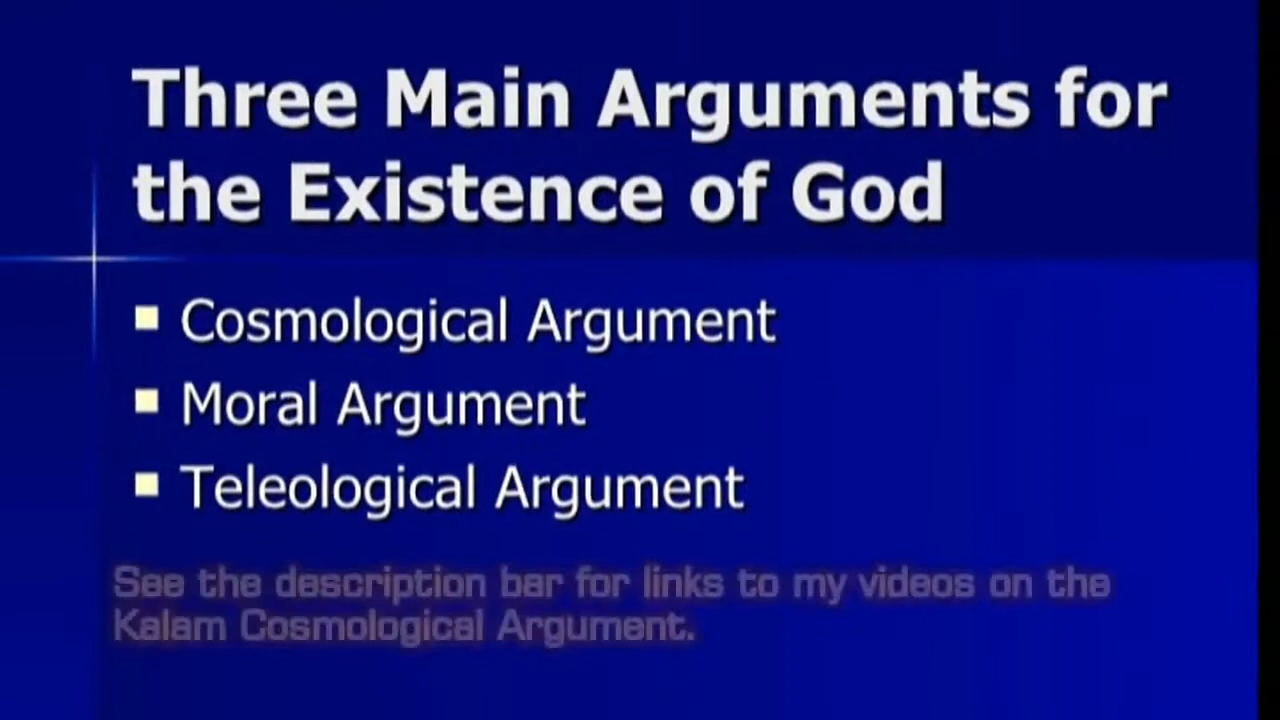 Three Main Arguments for
the Existence of God
Cosmological Argument
Moral Argument
Teleological Argument
See the description bar for links to my videos on the
Kalam Cosmological Argument.